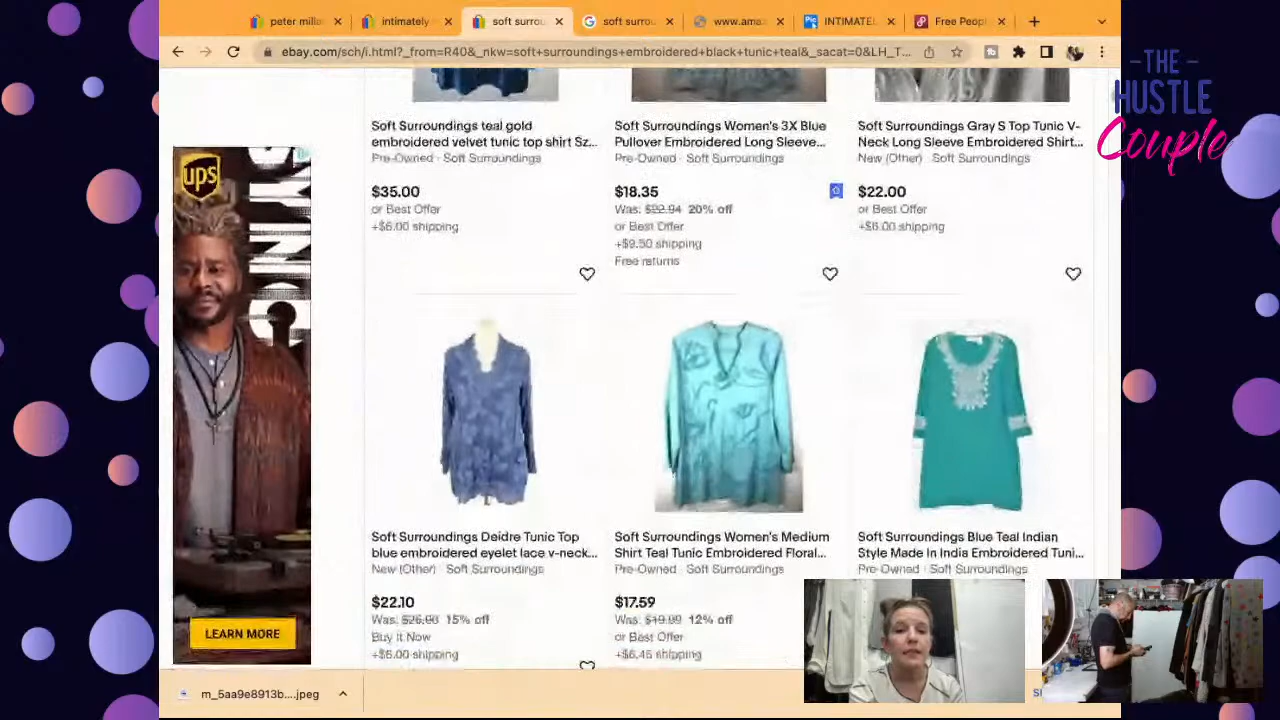 peter millar
intimately
soft surrou
soft surrou
www.amaz
INTIMATEL
Free Peopl
ebay.com/sch/i.html?_from=R40&_nkw=soft+surroundings+embroidered+black+tunic+teal&_sacat=0&LH_T...
-THE-
HUSTLE
Couple
ups
LEARN MORE
Soft Surroundings teal gold
embroidered velvet tunic top shirt Sz...
Pre-Owned · Soft Surroundings
$35.00
or Best Offer
+$6.00 shipping
Soft Surroundings Women's 3X Blue
Pullover Embroidered Long Sleeve...
Pre-Owned · Soft Surroundings
$18.35
Was: $22.94 20% off
or Best Offer
+$9.50 shipping
Free returns
Soft Surroundings Gray S Top Tunic V-
Neck Long Sleeve Embroidered Shirt...
New (Other) · Soft Surroundings
$22.00
or Best Offer
+$6.00 shipping
Soft Surroundings Deidre Tunic Top
blue embroidered eyelet lace v-neck...
New (Other) · Soft Surroundings
$22.10
Was: $26.00 15% off
Buy It Now
+$6.00 shipping
Soft Surroundings Women's Medium
Shirt Teal Tunic Embroidered Floral...
Pre-Owned · Soft Surroundings
$17.59
Was: $19.99 12% off
or Best Offer
+$6.45 shipping
Soft Surroundings Blue Teal Indian
Style Made In India Embroidered Tuni...
Pre-Owned · Soft Surroundings
m_5aa9e8913b....jpeg